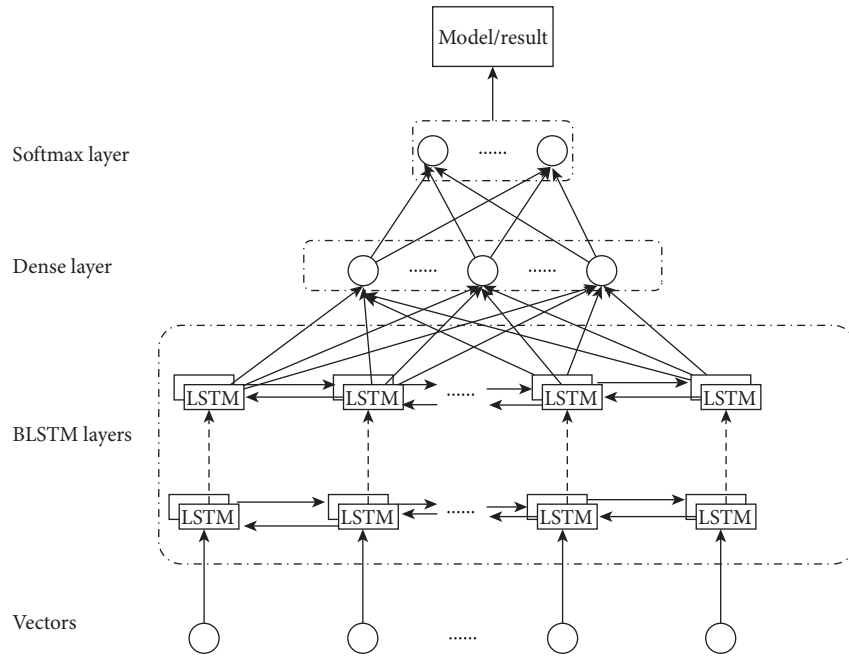 Model/result
Softmax layer
......
Dense layer
...... ......
LSTM LSTM ...... LSTM LSTM
BLSTM layers
LSTM LSTM ...... LSTM LSTM
Vectors
......